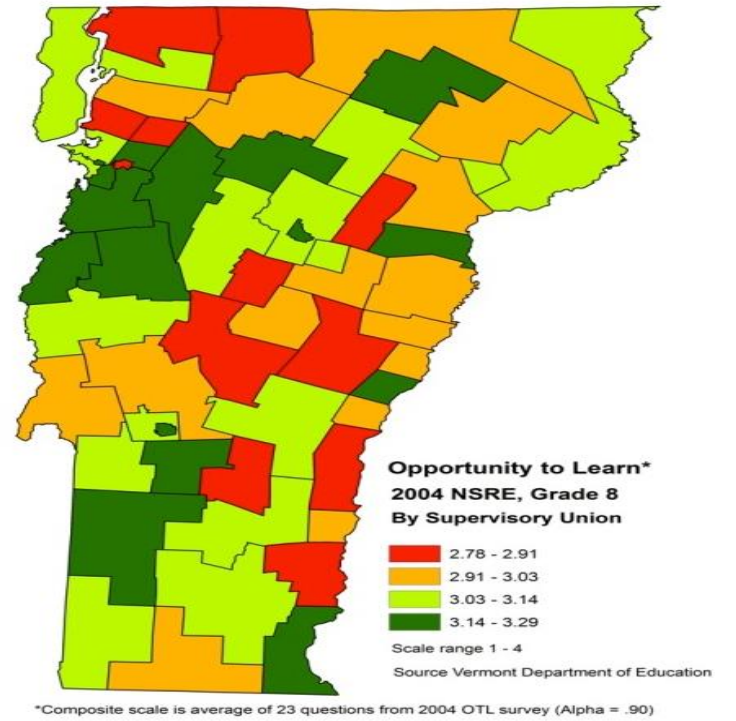 Opportunity to Learn*
2004 NSRE, Grade 8
By Supervisory Union
2.78 - 2.91
2.91 - 3.03
3.03 - 3.14
3.14 - 3.29
Scale range 1 - 4
Source Vermont Department of Education
*Composite scale is average of 23 questions from 2004 OTL survey (Alpha = .90)